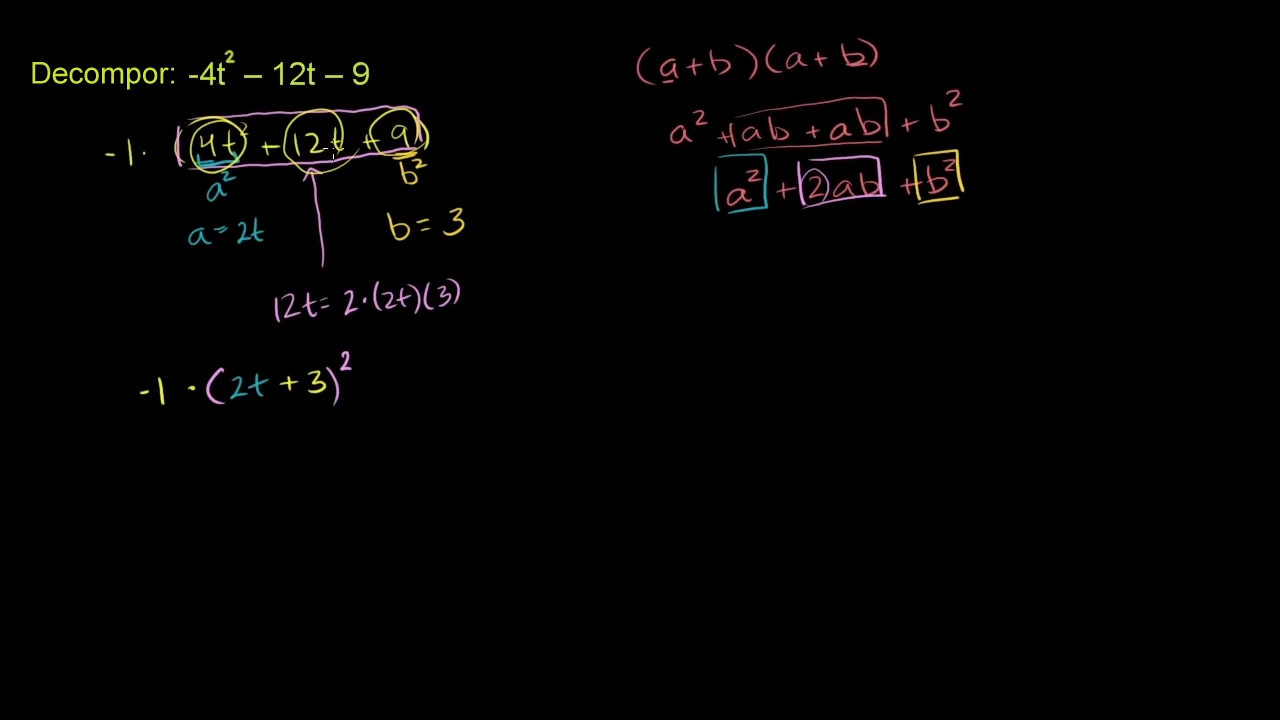 Decompor: -4t² – 12t – 9
-1 · (4t² + 12t + 9)
a²
b²
a = 2t
b = 3
12t = 2 · (2t)(3)
-1 · (2t + 3)²
(a + b)(a + b)
a² + ab + ab + b²
a² + 2ab + b²